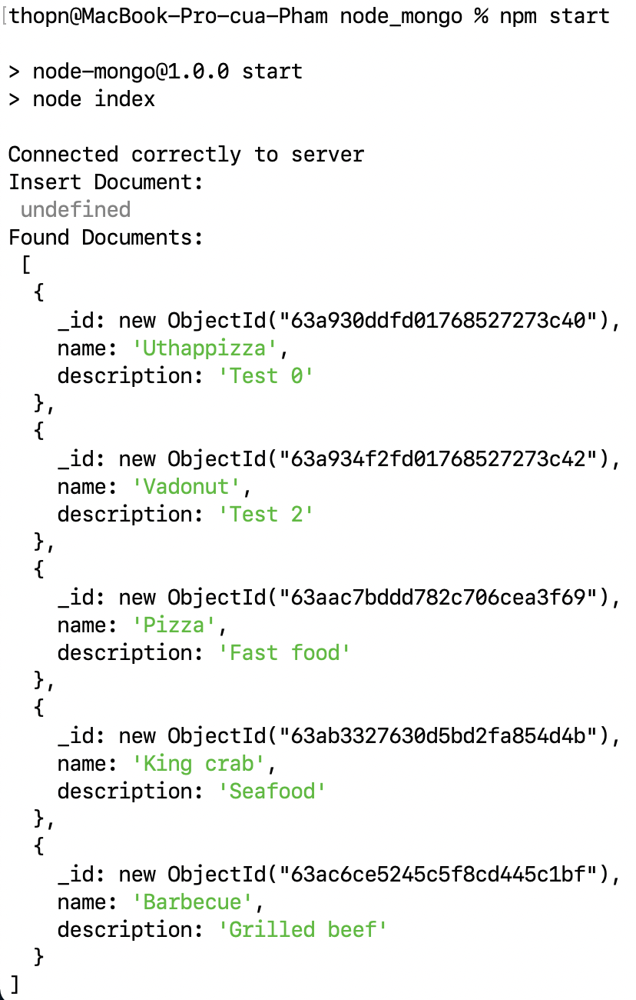 [thopn@MacBook-Pro-cua-Pham node_mongo % npm start

> node-mongo@1.0.0 start
> node index

Connected correctly to server
Insert Document:
 undefined
Found Documents:
 [
  {
    _id: new ObjectId("63a930ddfd01768527273c40"),
    name: 'Uthappizza',
    description: 'Test 0'
  },
  {
    _id: new ObjectId("63a934f2fd01768527273c42"),
    name: 'Vadonut',
    description: 'Test 2'
  },
  {
    _id: new ObjectId("63aac7bddd782c706cea3f69"),
    name: 'Pizza',
    description: 'Fast food'
  },
  {
    _id: new ObjectId("63ab3327630d5bd2fa854d4b"),
    name: 'King crab',
    description: 'Seafood'
  },
  {
    _id: new ObjectId("63ac6ce5245c5f8cd445c1bf"),
    name: 'Barbecue',
    description: 'Grilled beef'
  }
]